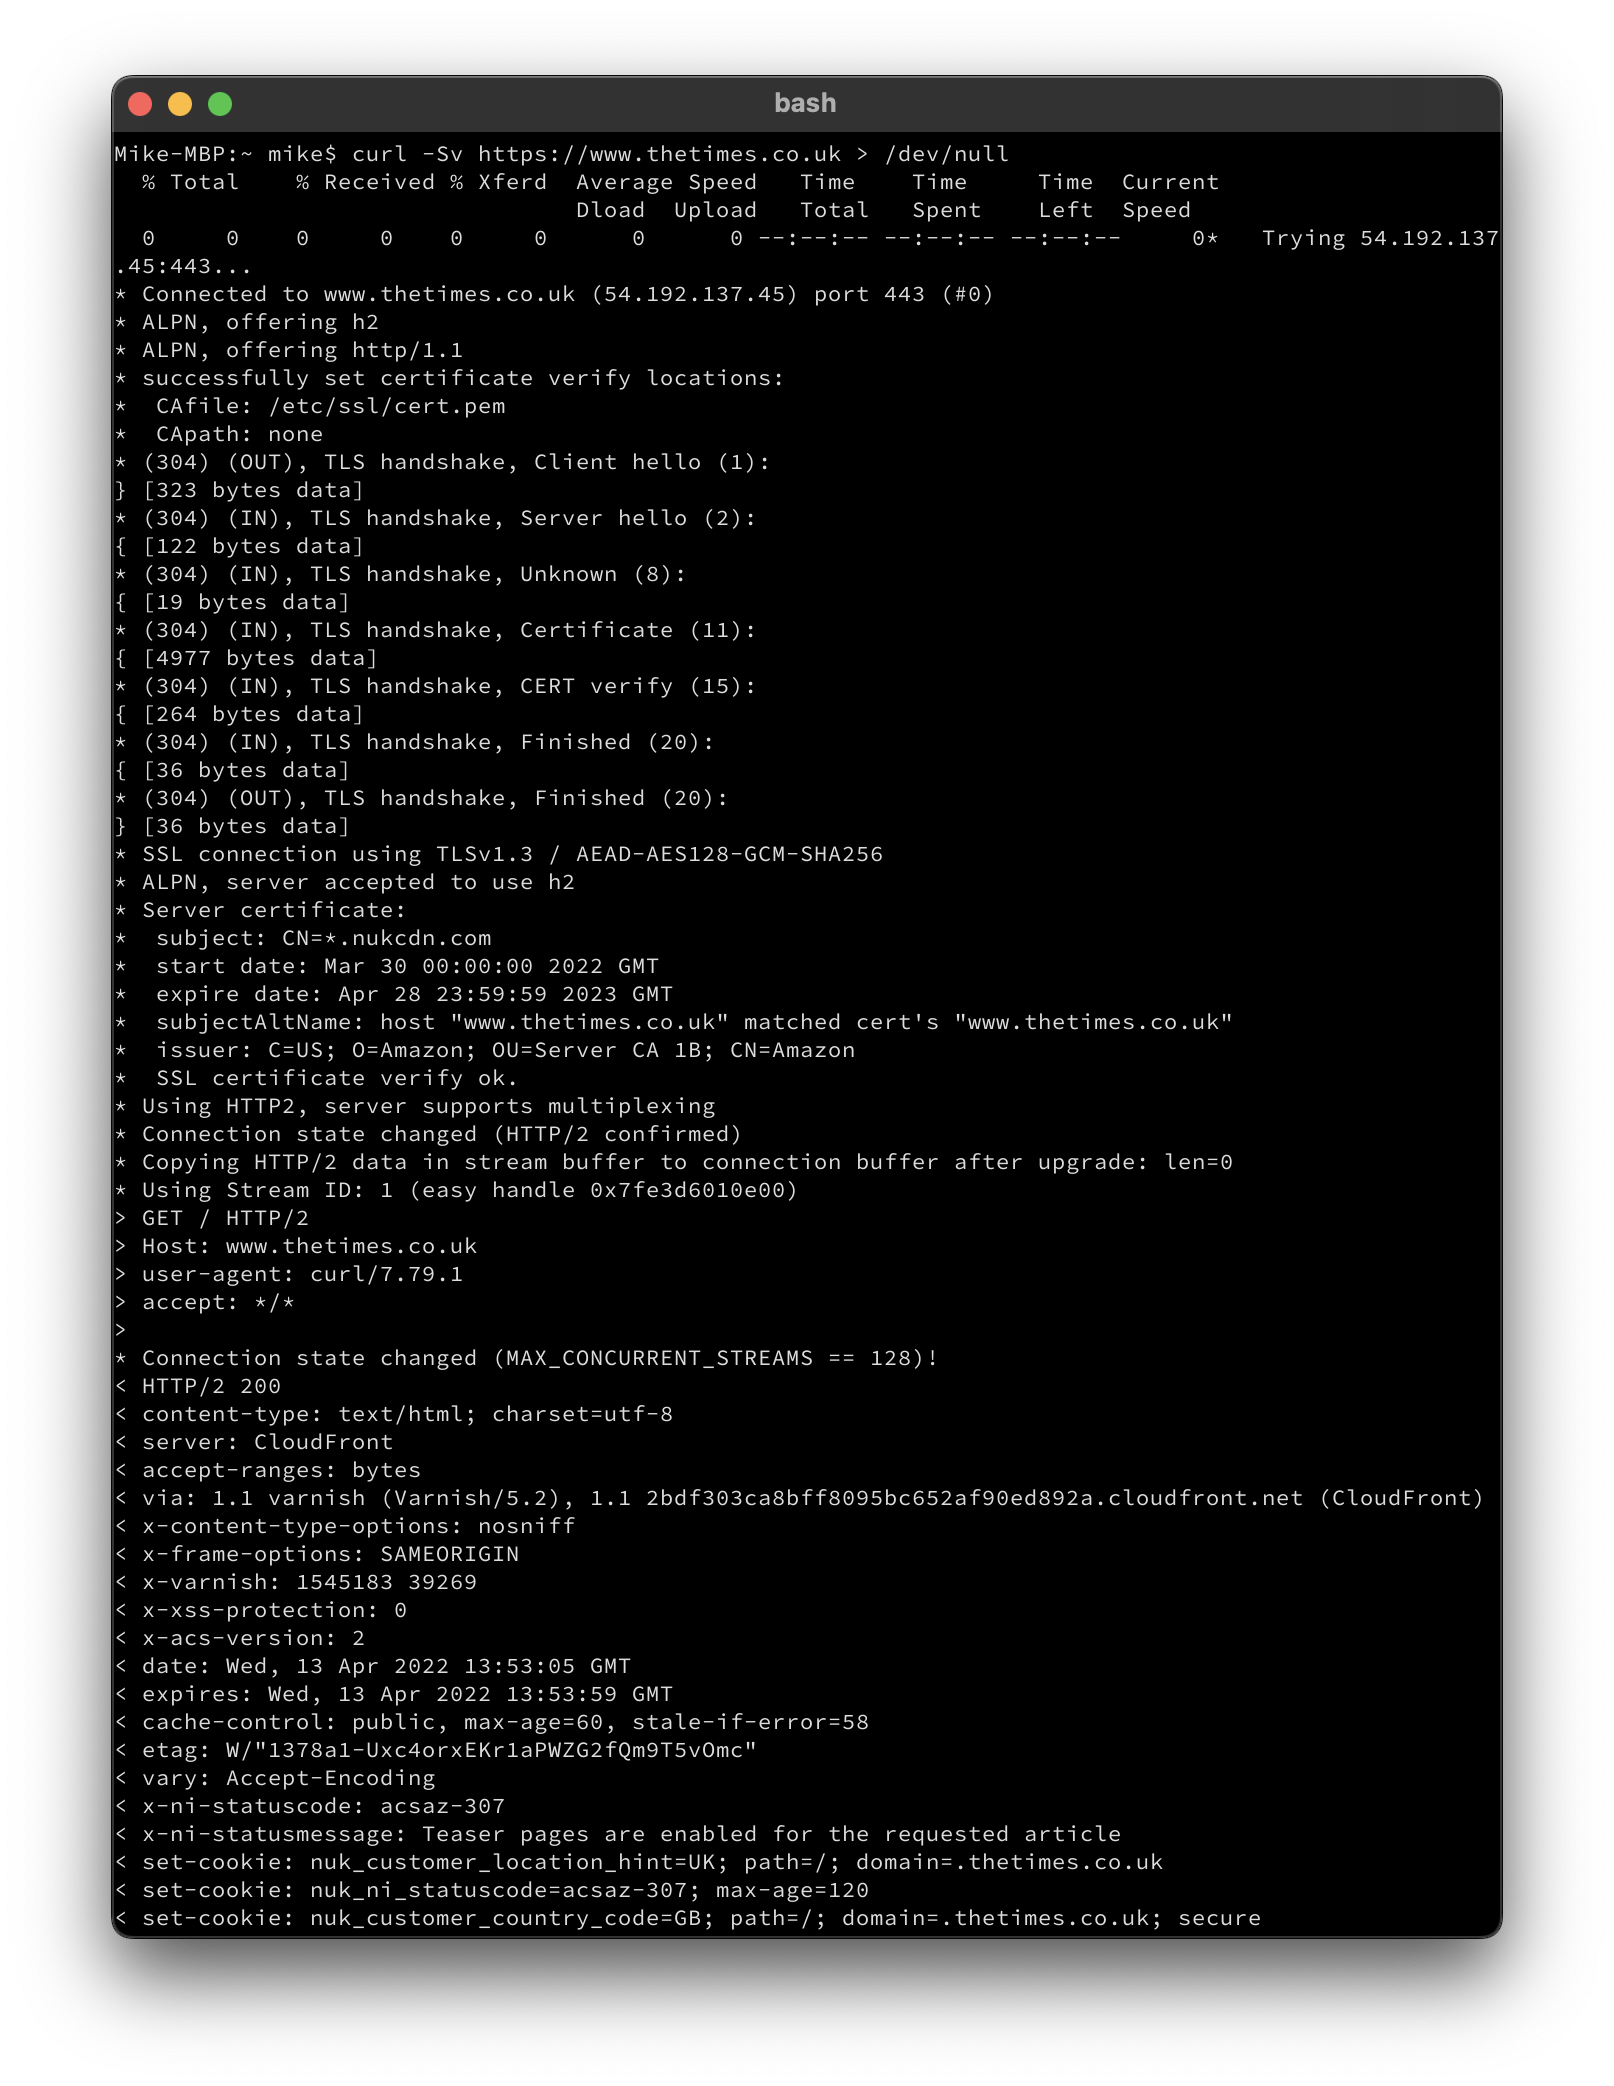 bash
Mike-MBP:~ mike$ curl -Sv https://www.thetimes.co.uk > /dev/null
  % Total    % Received % Xferd  Average Speed   Time    Time     Time  Current
                                 Dload  Upload   Total   Spent    Left  Speed
  0     0    0     0    0     0      0      0 --:--:-- --:--:-- --:--:--     0*   Trying 54.192.137
.45:443...
* Connected to www.thetimes.co.uk (54.192.137.45) port 443 (#0)
* ALPN, offering h2
* ALPN, offering http/1.1
* successfully set certificate verify locations:
*  CAfile: /etc/ssl/cert.pem
*  CApath: none
* (304) (OUT), TLS handshake, Client hello (1):
} [323 bytes data]
* (304) (IN), TLS handshake, Server hello (2):
{ [122 bytes data]
* (304) (IN), TLS handshake, Unknown (8):
{ [19 bytes data]
* (304) (IN), TLS handshake, Certificate (11):
{ [4977 bytes data]
* (304) (IN), TLS handshake, CERT verify (15):
{ [264 bytes data]
* (304) (IN), TLS handshake, Finished (20):
{ [36 bytes data]
* (304) (OUT), TLS handshake, Finished (20):
} [36 bytes data]
* SSL connection using TLSv1.3 / AEAD-AES128-GCM-SHA256
* ALPN, server accepted to use h2
* Server certificate:
*  subject: CN=*.nukcdn.com
*  start date: Mar 30 00:00:00 2022 GMT
*  expire date: Apr 28 23:59:59 2023 GMT
*  subjectAltName: host "www.thetimes.co.uk" matched cert's "www.thetimes.co.uk"
*  issuer: C=US; O=Amazon; OU=Server CA 1B; CN=Amazon
*  SSL certificate verify ok.
* Using HTTP2, server supports multiplexing
* Connection state changed (HTTP/2 confirmed)
* Copying HTTP/2 data in stream buffer to connection buffer after upgrade: len=0
* Using Stream ID: 1 (easy handle 0x7fe3d6010e00)
> GET / HTTP/2
> Host: www.thetimes.co.uk
> user-agent: curl/7.79.1
> accept: */*
>
* Connection state changed (MAX_CONCURRENT_STREAMS == 128)!
< HTTP/2 200
< content-type: text/html; charset=utf-8
< server: CloudFront
< accept-ranges: bytes
< via: 1.1 varnish (Varnish/5.2), 1.1 2bdf303ca8bff8095bc652af90ed892a.cloudfront.net (CloudFront)
< x-content-type-options: nosniff
< x-frame-options: SAMEORIGIN
< x-varnish: 1545183 39269
< x-xss-protection: 0
< x-acs-version: 2
< date: Wed, 13 Apr 2022 13:53:05 GMT
< expires: Wed, 13 Apr 2022 13:53:59 GMT
< cache-control: public, max-age=60, stale-if-error=58
< etag: W/"1378a1-Uxc4orxEKr1aPWZG2fQm9T5vOmc"
< vary: Accept-Encoding
< x-ni-statuscode: acsaz-307
< x-ni-statusmessage: Teaser pages are enabled for the requested article
< set-cookie: nuk_customer_location_hint=UK; path=/; domain=.thetimes.co.uk
< set-cookie: nuk_ni_statuscode=acsaz-307; max-age=120
< set-cookie: nuk_customer_country_code=GB; path=/; domain=.thetimes.co.uk; secure